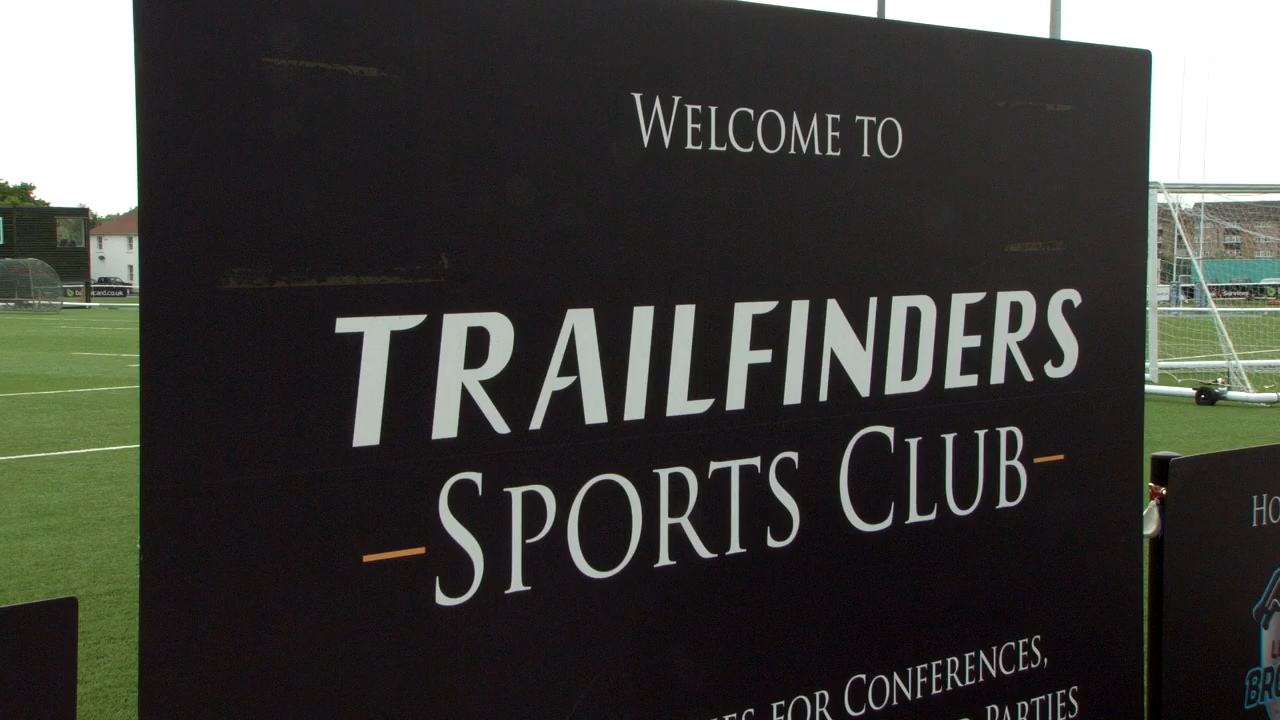 WELCOME TO
TRAILFINDERS
SPORTS CLUB
FOR CONFERENCES,
PARTIES